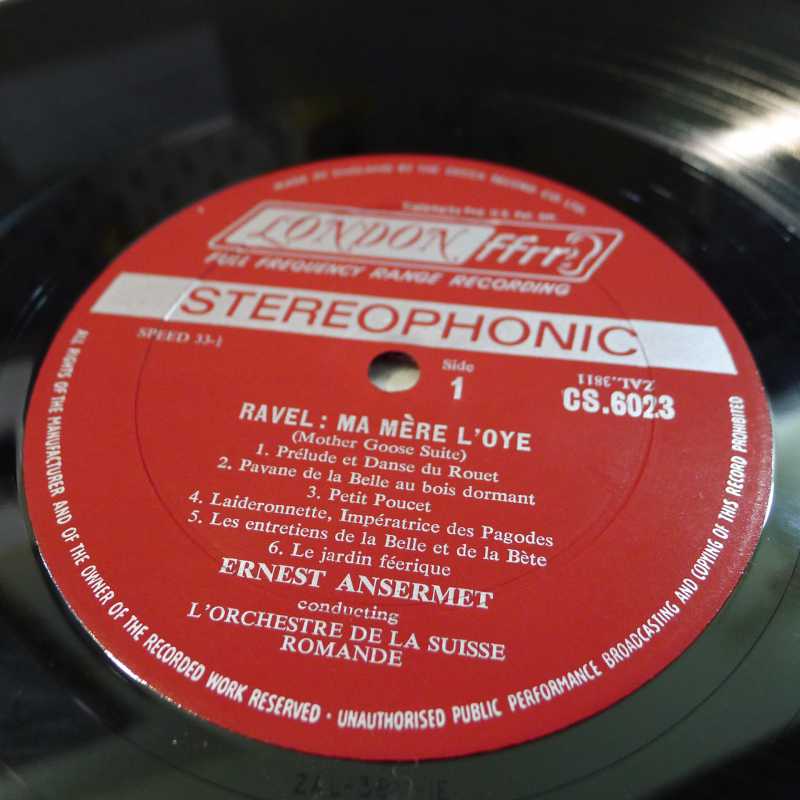 MADE IN ENGLAND BY THE DECCA RECORD CO. LTD.
LONDON ffrr
FULL FREQUENCY RANGE RECORDING
STEREOPHONIC
SPEED 33-1
Side
1
ZAL.3811
CS.6023
RAVEL : MA MÈRE L'OYE
(Mother Goose Suite)
1. Prélude et Danse du Rouet
2. Pavane de la Belle au bois dormant
3. Petit Poucet
4. Laideronnette, Impératrice des Pagodes
5. Les entretiens de la Belle et de la Bète
6. Le jardin féerique
ERNEST ANSERMET
conducting
L'ORCHESTRE DE LA SUISSE
ROMANDE
ALL RIGHTS OF THE MANUFACTURER AND OF THE OWNER OF THE RECORDED WORK RESERVED · UNAUTHORISED PUBLIC PERFORMANCE BROADCASTING AND COPYING OF THIS RECORD PROHIBITED